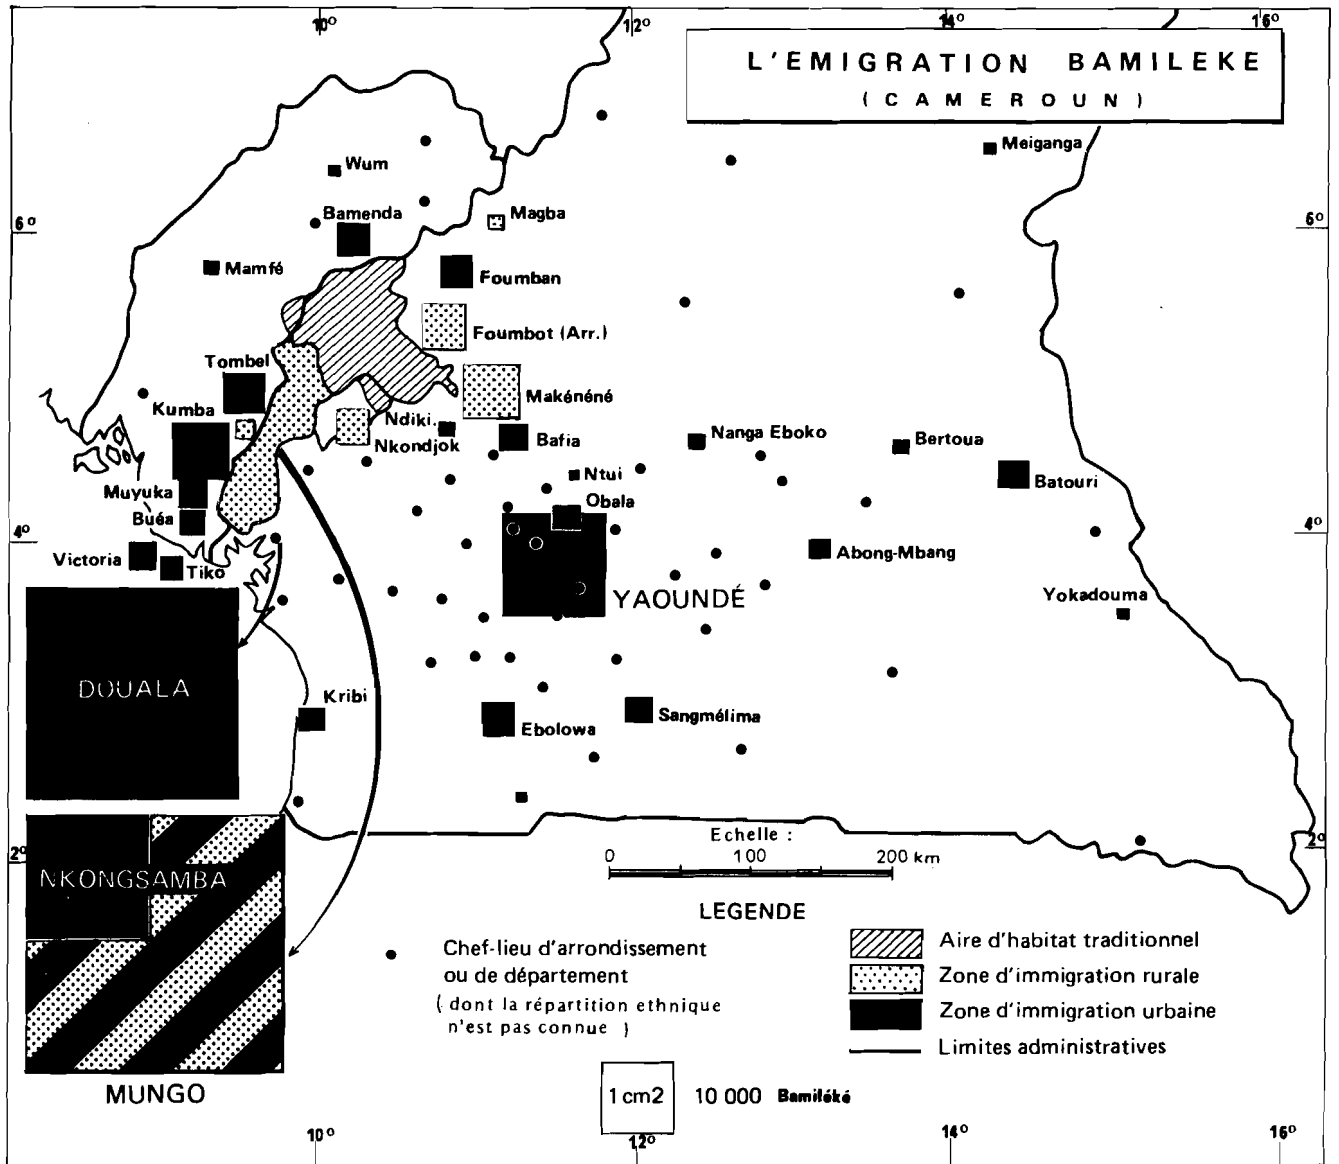 10°
12°
14°
16°
L'EMIGRATION BAMILEKE
(CAMEROUN)
Meiganga
Wum
Bamenda
Magba
6°
6°
Mamfé
Foumban
Foumbot (Arr.)
Tombel
Makénéné
Kumba
Ndiki.
Nkondjok
Bafia
Nanga Eboko
Bertoua
Ntui
Batouri
Muyuka
Obala
Buéa
4°
4°
Victoria
Tiko
Abong-Mbang
YAOUNDÉ
Yokadouma
DOUALA
Kribi
Ebolowa
Sangmélima
Echelle :
2°
2°
0 100 200 km
NKONGSAMBA
LEGENDE
Chef-lieu d'arrondissement
ou de département
( dont la répartition ethnique
n'est pas connue )
Aire d'habitat traditionnel
Zone d'immigration rurale
Zone d'immigration urbaine
Limites administratives
MUNGO
1 cm2
10 000 Bamiléké
10°
12°
14°
16°